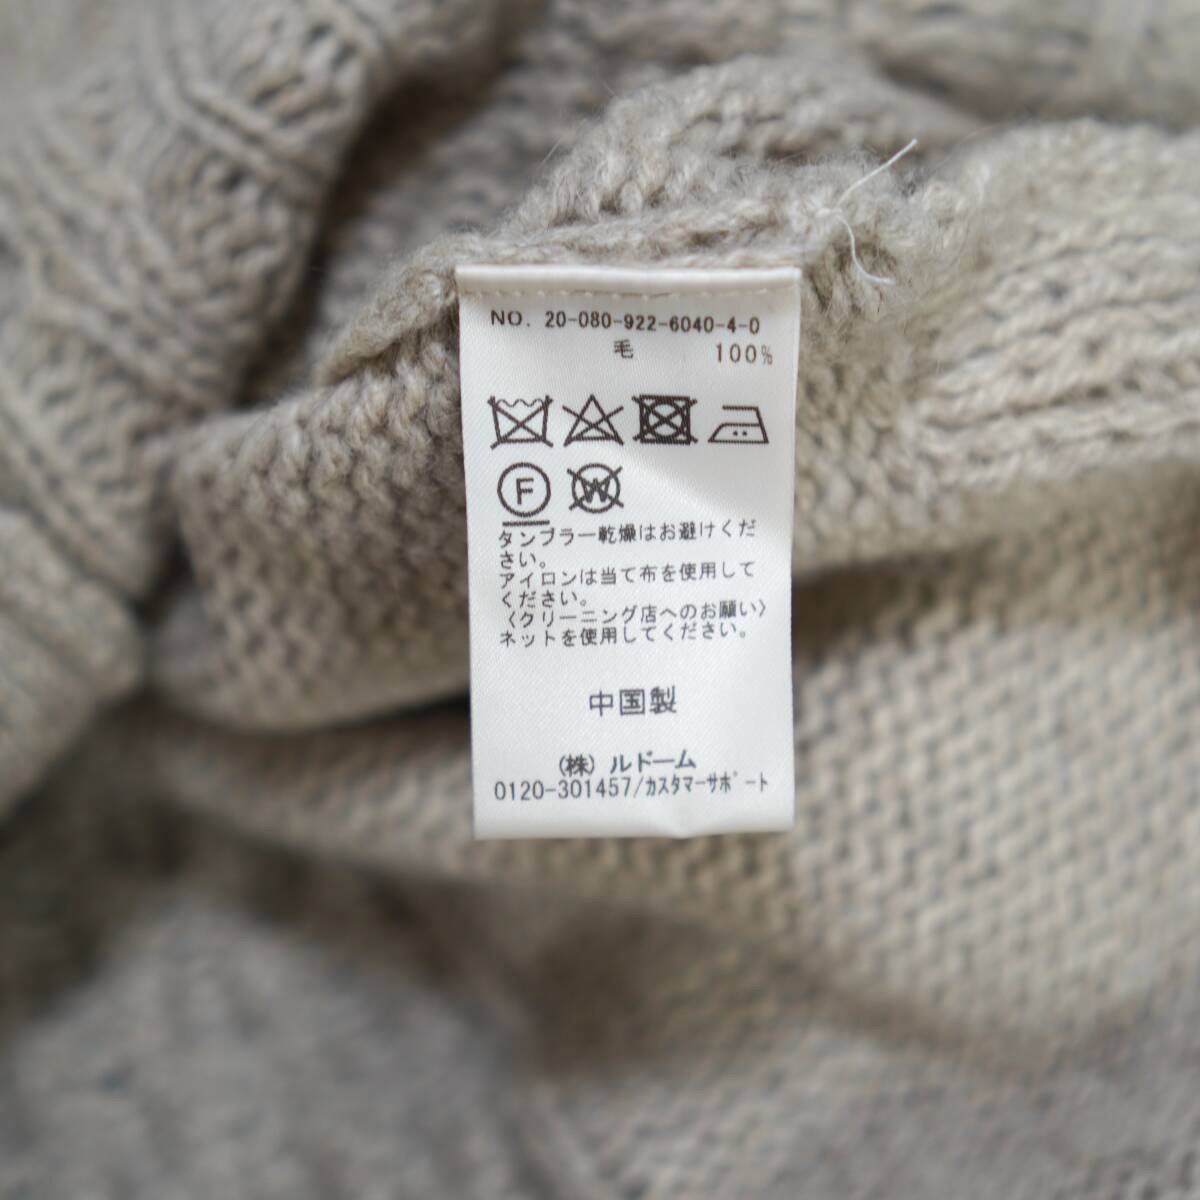 NO. 20-080-922-6040-4-0
毛 100%
F W
タンブラー乾燥はお避けくだ
さい。
アイロンは当て布を使用して
ください。
〈クリーニング店へのお願い〉
ネットを使用してください。
中国製
(株) ルドーム
0120-301457/ｶｽﾀﾏｰｻﾎﾟｰﾄ